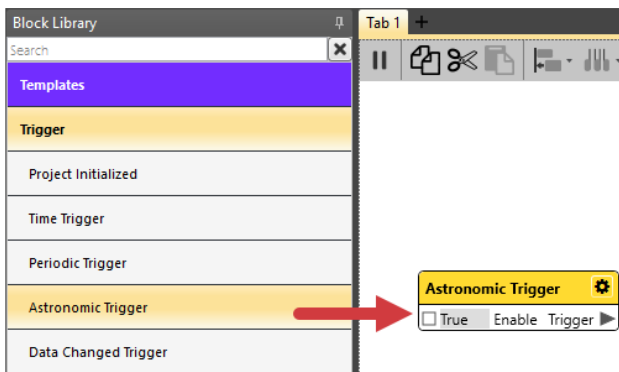 Block Library
Search
Templates
Trigger
Project Initialized
Time Trigger
Periodic Trigger
Astronomic Trigger
Data Changed Trigger
Tab 1
Astronomic Trigger
True Enable Trigger